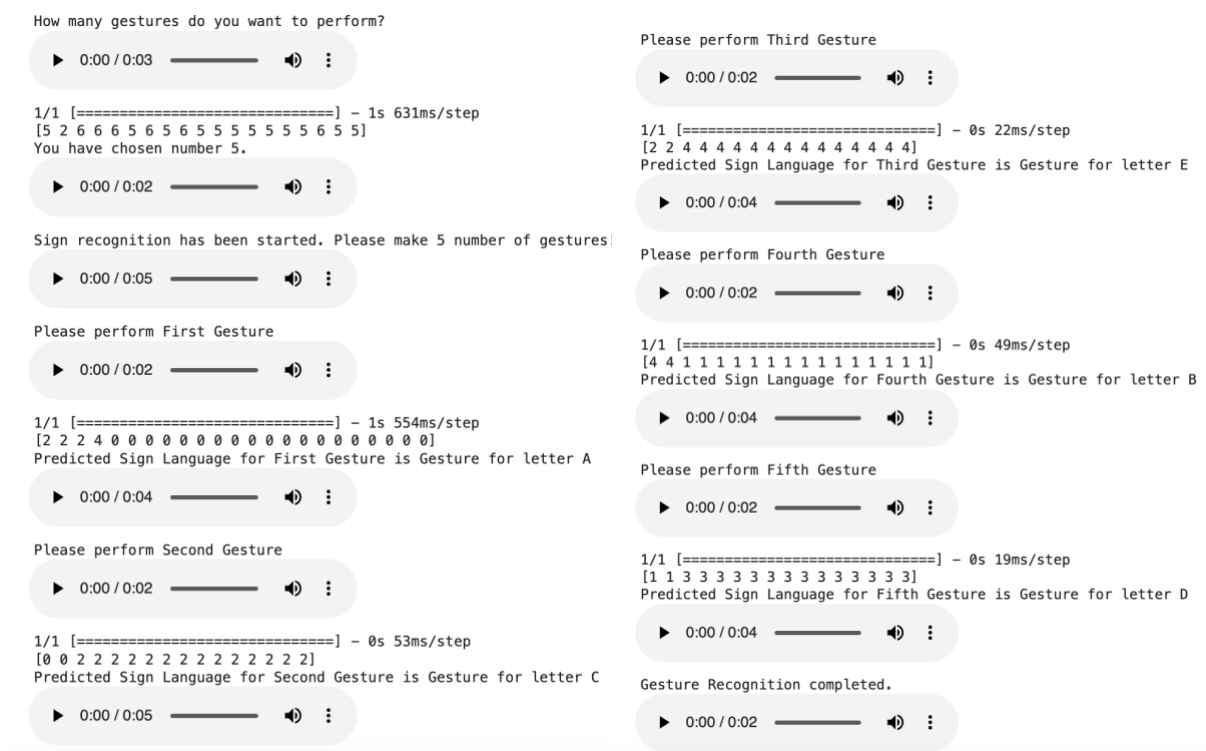 How many gestures do you want to perform?
0:00 / 0:03
1/1 [==============================] - 1s 631ms/step
[5 2 6 6 6 5 6 5 6 5 5 5 5 5 5 5 6 5 5]
You have chosen number 5.
0:00 / 0:02
Sign recognition has been started. Please make 5 number of gestures!
0:00 / 0:05
Please perform First Gesture
0:00 / 0:02
1/1 [==============================] - 1s 554ms/step
[2 2 2 4 0 0 0 0 0 0 0 0 0 0 0 0 0 0 0 0 0 0 0]
Predicted Sign Language for First Gesture is Gesture for letter A
0:00 / 0:04
Please perform Second Gesture
0:00 / 0:02
1/1 [==============================] - 0s 53ms/step
[0 0 2 2 2 2 2 2 2 2 2 2 2 2 2 2]
Predicted Sign Language for Second Gesture is Gesture for letter C
0:00 / 0:05
Please perform Third Gesture
0:00 / 0:02
1/1 [==============================] - 0s 22ms/step
[2 2 4 4 4 4 4 4 4 4 4 4 4 4 4 4]
Predicted Sign Language for Third Gesture is Gesture for letter E
0:00 / 0:04
Please perform Fourth Gesture
0:00 / 0:02
1/1 [==============================] - 0s 49ms/step
[4 4 1 1 1 1 1 1 1 1 1 1 1 1 1 1 1]
Predicted Sign Language for Fourth Gesture is Gesture for letter B
0:00 / 0:04
Please perform Fifth Gesture
0:00 / 0:02
1/1 [==============================] - 0s 19ms/step
[1 1 3 3 3 3 3 3 3 3 3 3 3 3 3 3]
Predicted Sign Language for Fifth Gesture is Gesture for letter D
0:00 / 0:04
Gesture Recognition completed.
0:00 / 0:02